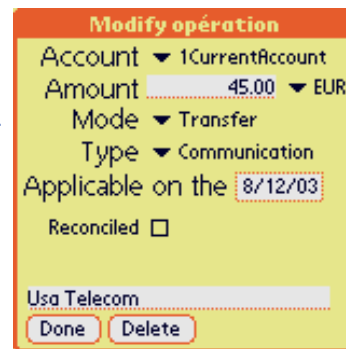 Modify opération
Account 1CurrentAccount
Amount 45.00 EUR
Mode Transfer
Type Communication
Applicable on the 8/12/03
Reconciled
Usa Telecom
Done Delete